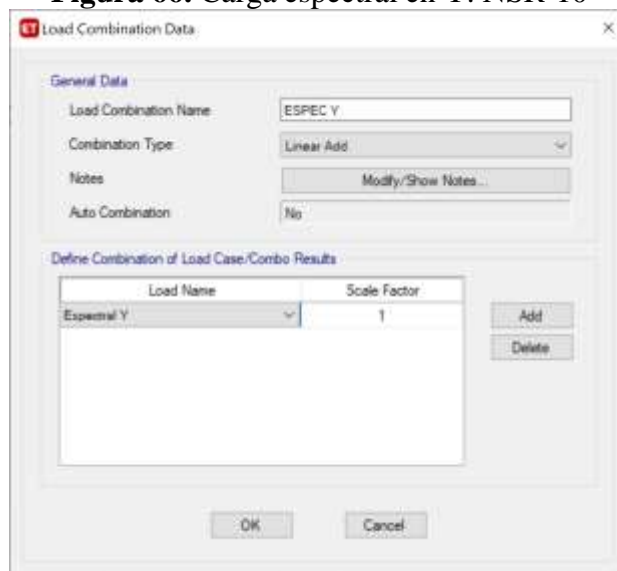 Carga espectral en Y. NSR-10
Load Combination Data
General Data
Load Combination Name ESPEC Y
Combination Type Linear Add
Notes Modify/Show Notes...
Auto Combination No
Define Combination of Load Case/Combo Results
Load Name Scale Factor
Espectral Y 1
Add
Delete
OK Cancel